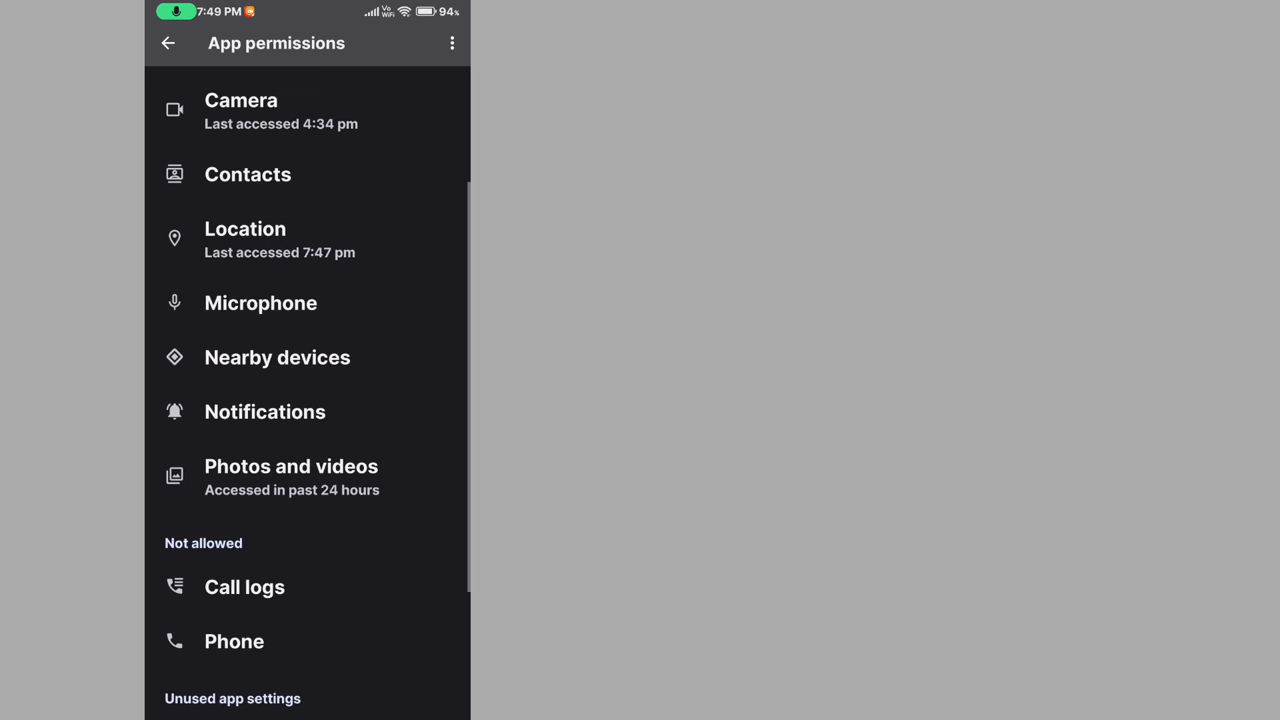 7:49 PM Vo WiFi 94%
App permissions
Camera
Last accessed 4:34 pm
Contacts
Location
Last accessed 7:47 pm
Microphone
Nearby devices
Notifications
Photos and videos
Accessed in past 24 hours
Not allowed
Call logs
Phone
Unused app settings